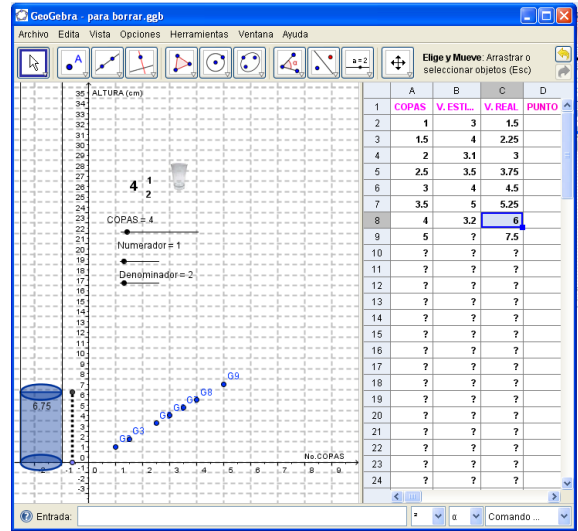 GeoGebra - para borrar.ggb
Archivo Edita Vista Opciones Herramientas Ventana Ayuda
A a=2 Elige y Mueve: Arrastrar o
seleccionar objetos (Esc)
ALTURA (cm)
35
34
33
32
31
30
29
28
27
26
25
24
23
22
21
20
19
18
17
16
15
14
13
12
11
10
9
8
7
6
5
4
3
2
1
0
-1
-2
-3
4 1
2
COPAS = 4
Numerador = 1
Denominador = 2
G9
G8
G3
6.75
No.COPAS
-2 -1 0 1 2 3 4 5 6 7 8 9
A B C D
1 COPAS V. ESTI... V. REAL PUNTO
2 1 3 1.5
3 1.5 4 2.25
4 2 3.1 3
5 2.5 3.5 3.75
6 3 4 4.5
7 3.5 5 5.25
8 4 3.2 6
9 5 ? 7.5
10 ? ? ?
11 ? ? ?
12 ? ? ?
13 ? ? ?
14 ? ? ?
15 ? ? ?
16 ? ? ?
17 ? ? ?
18 ? ? ?
19 ? ? ?
20 ? ? ?
21 ? ? ?
22 ? ? ?
23 ? ? ?
24 ? ? ?
Entrada: ² α Comando ...